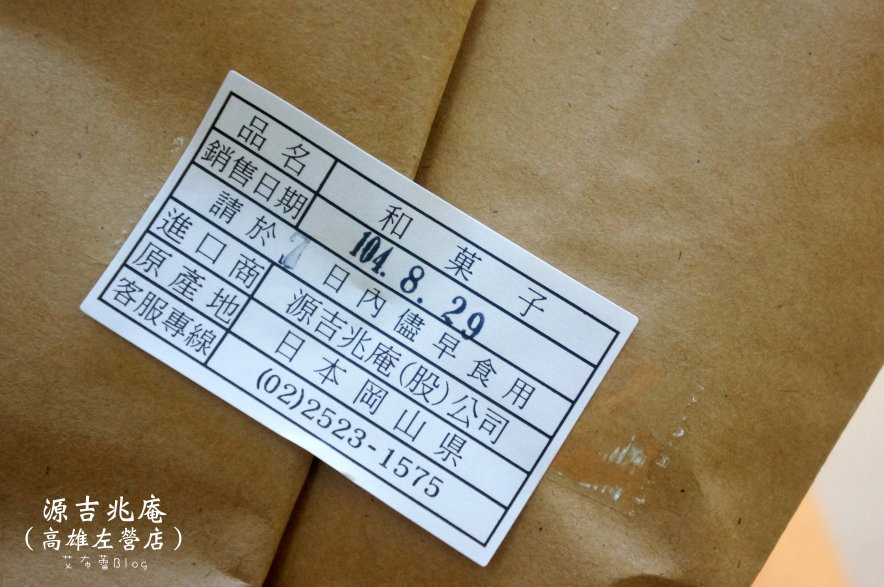 品名 和菓子
銷售日期 104. 8. 29
請於 日內儘早食用
進口商 源吉兆庵(股)公司
原產地 日本岡山県
客服專線 (02)2523-1575
源吉兆庵
(高雄左營店)
艾布蕾Blog